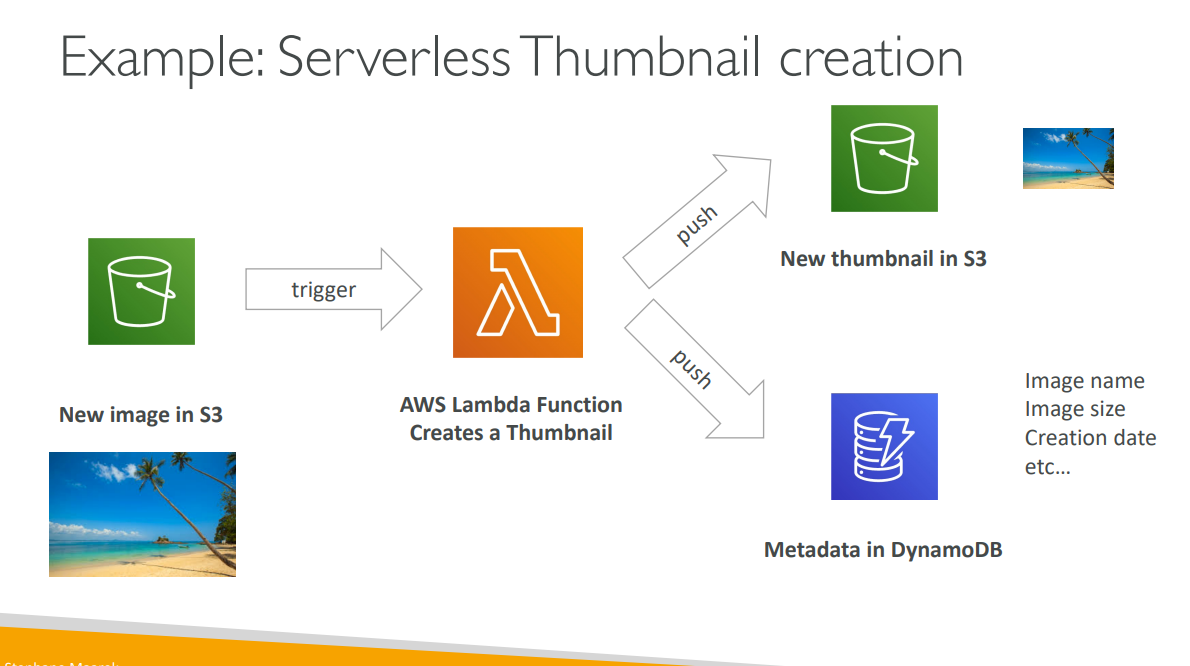 Example: Serverless Thumbnail creation
trigger
push
push
New image in S3
AWS Lambda Function
Creates a Thumbnail
New thumbnail in S3
Image name
Image size
Creation date
etc...
Metadata in DynamoDB